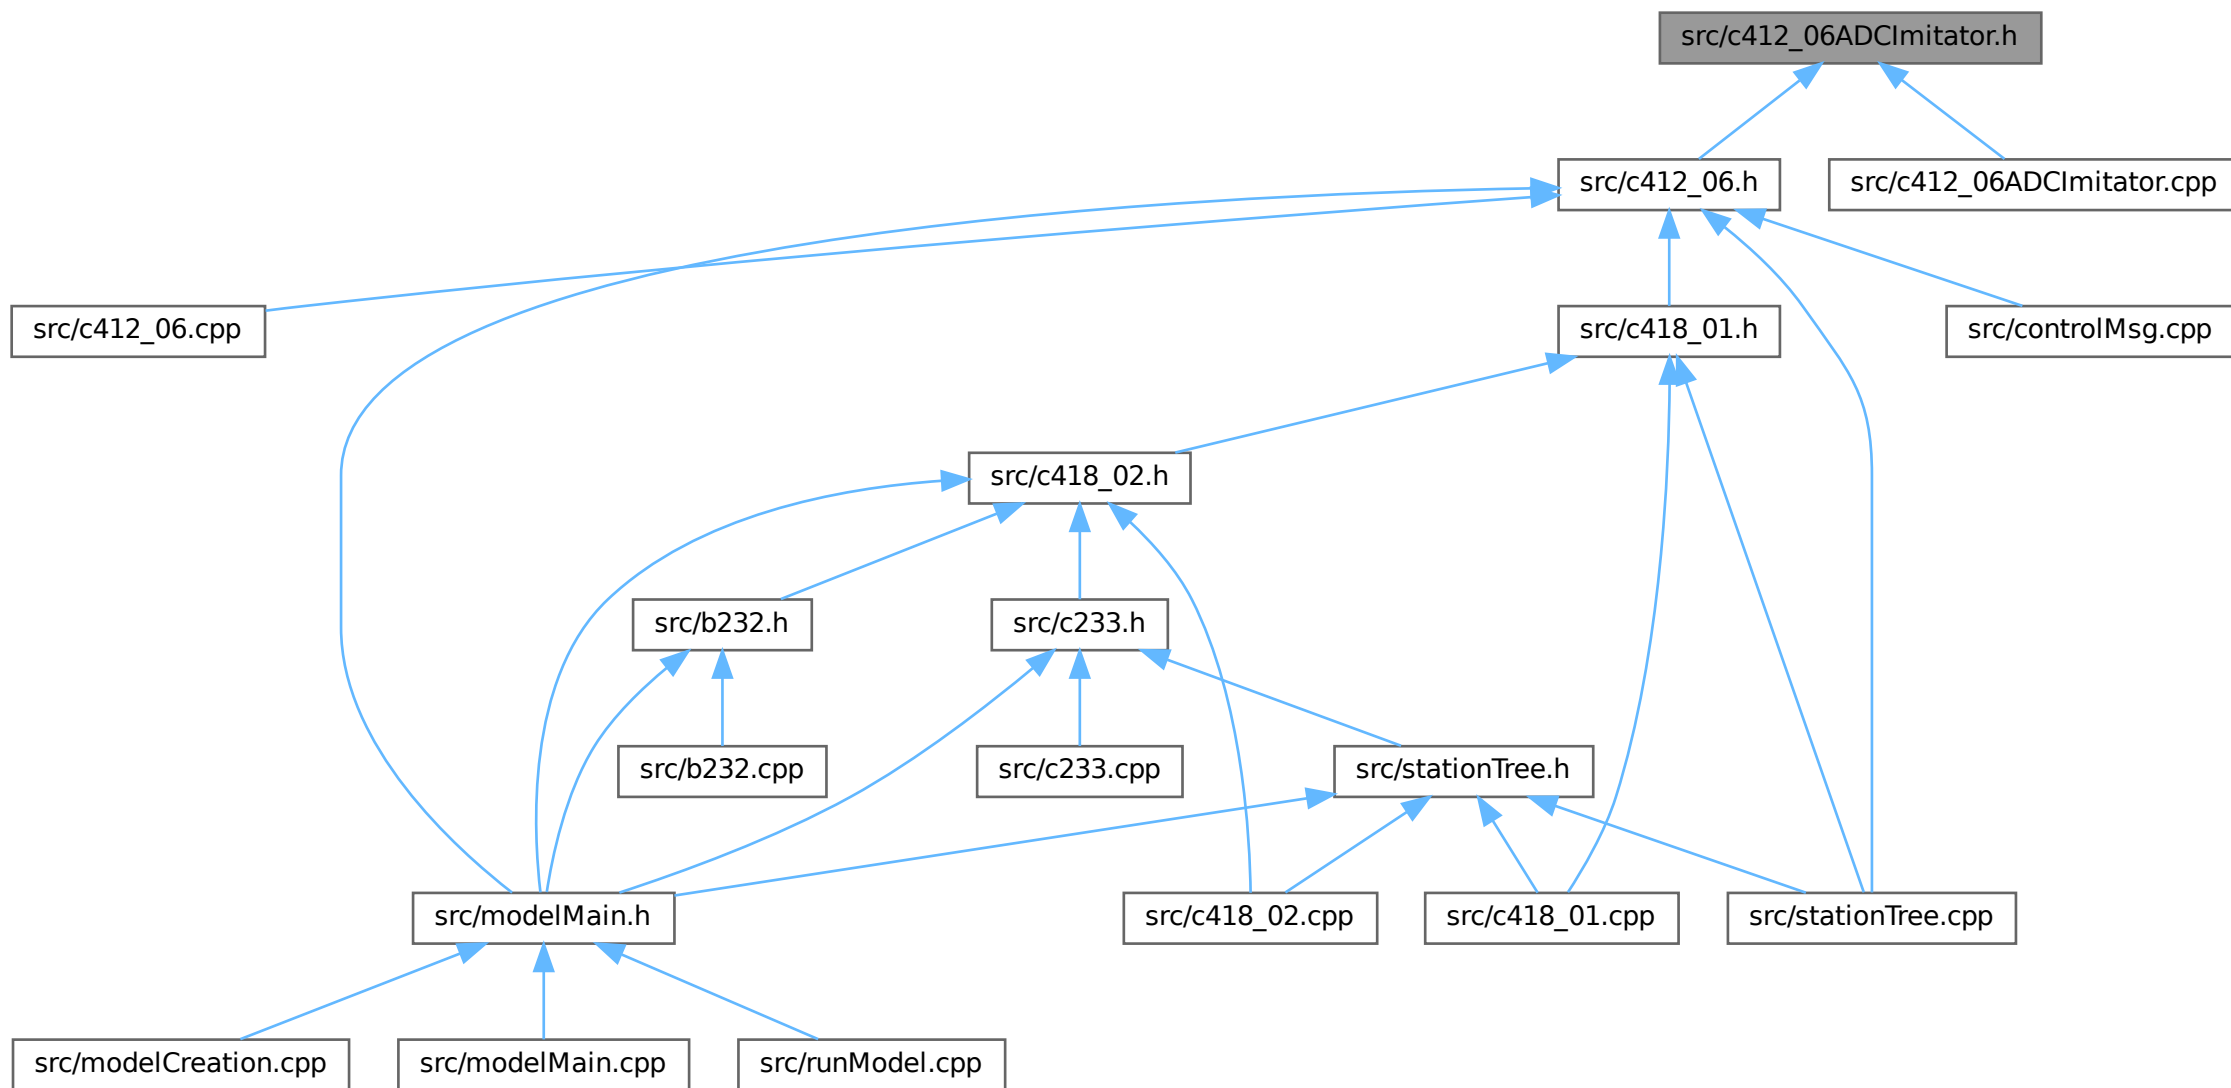 src/c412_06ADCImitator.h
src/c412_06.h
src/c412_06ADCImitator.cpp
src/c412_06.cpp
src/c418_01.h
src/controlMsg.cpp
src/c418_02.h
src/b232.h
src/c233.h
src/b232.cpp
src/c233.cpp
src/stationTree.h
src/modelMain.h
src/c418_02.cpp
src/c418_01.cpp
src/stationTree.cpp
src/modelCreation.cpp
src/modelMain.cpp
src/runModel.cpp